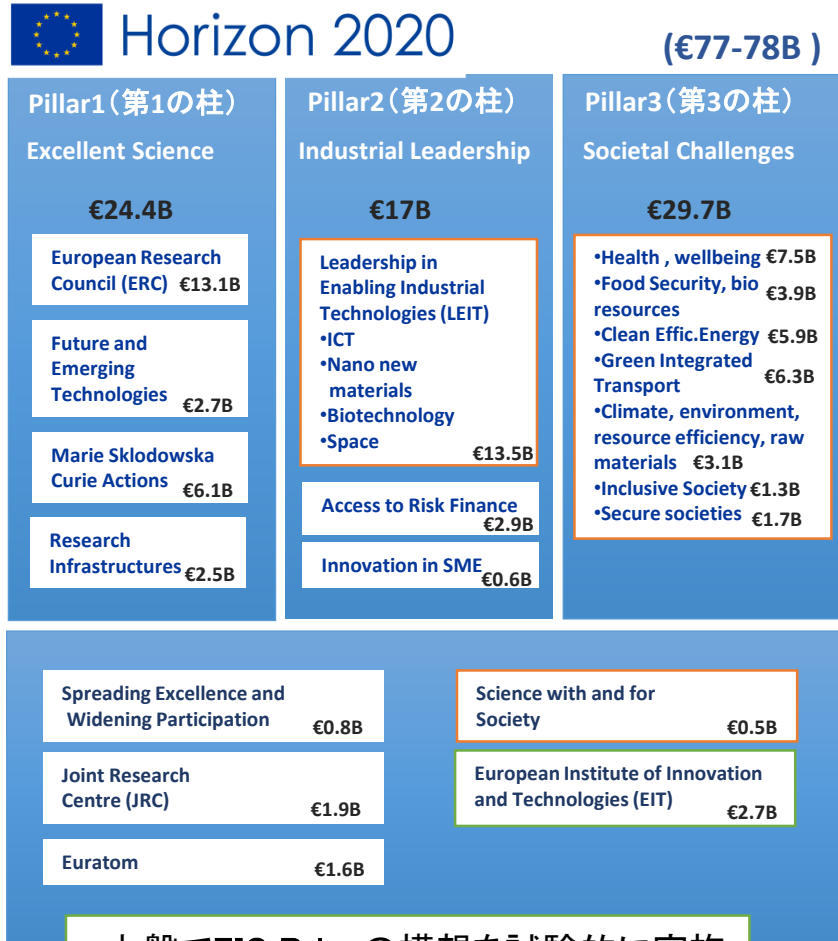 Horizon 2020
(€77-78B )
Pillar1（第1の柱）
Excellent Science
€24.4B
European Research
Council (ERC) €13.1B
Future and
Emerging
Technologies €2.7B
Marie Sklodowska
Curie Actions €6.1B
Research
Infrastructures €2.5B
Pillar2（第2の柱）
Industrial Leadership
€17B
Leadership in
Enabling Industrial
Technologies (LEIT)
•ICT
•Nano new
materials
•Biotechnology
•Space €13.5B
Access to Risk Finance
€2.9B
Innovation in SME €0.6B
Pillar3（第3の柱）
Societal Challenges
€29.7B
•Health , wellbeing €7.5B
•Food Security, bio
resources €3.9B
•Clean Effic.Energy €5.9B
•Green Integrated
Transport €6.3B
•Climate, environment,
resource efficiency, raw
materials €3.1B
•Inclusive Society €1.3B
•Secure societies €1.7B
Spreading Excellence and
Widening Participation €0.8B
Joint Research
Centre (JRC) €1.9B
Euratom €1.6B
Science with and for
Society €0.5B
European Institute of Innovation
and Technologies (EIT) €2.7B